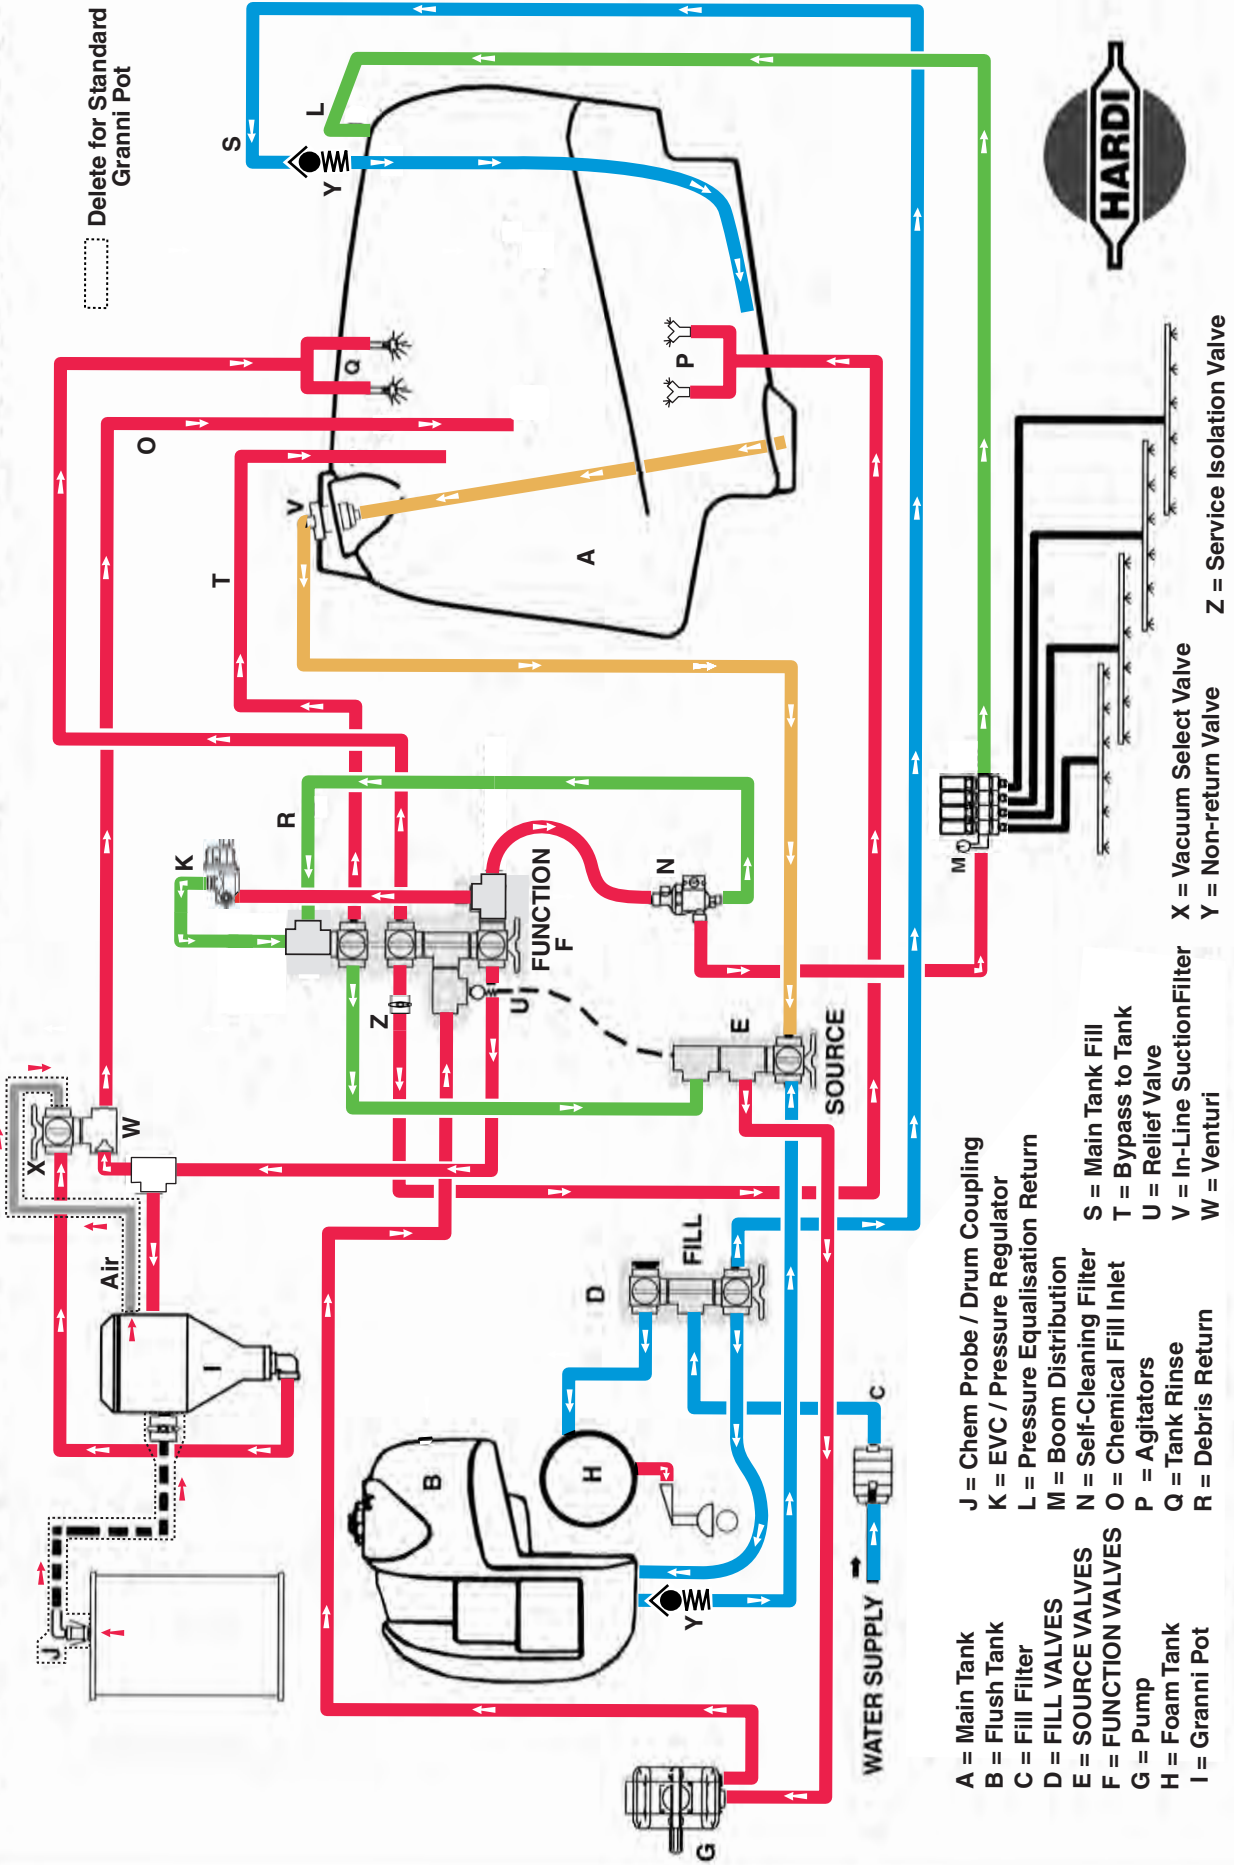 Delete for Standard
Granni Pot
S
L
Y
Q
O
P
T
V
A
K
R
N
FUNCTION
F
M
Z
U
E
SOURCE
X
W
Air
I
D
FILL
J
B
H
C
Y
G
WATER SUPPLY
HARDI
A = Main Tank
B = Flush Tank
C = Fill Filter
D = FILL VALVES
E = SOURCE VALVES
F = FUNCTION VALVES
G = Pump
H = Foam Tank
I = Granni Pot
J = Chem Probe / Drum Coupling
K = EVC / Pressure Regulator
L = Pressure Equalisation Return
M = Boom Distribution
N = Self-Cleaning Filter
O = Chemical Fill Inlet
P = Agitators
Q = Tank Rinse
R = Debris Return
S = Main Tank Fill
T = Bypass to Tank
U = Relief Valve
V = In-Line SuctionFilter
W = Venturi
X = Vacuum Select Valve
Y = Non-return Valve
Z = Service Isolation Valve